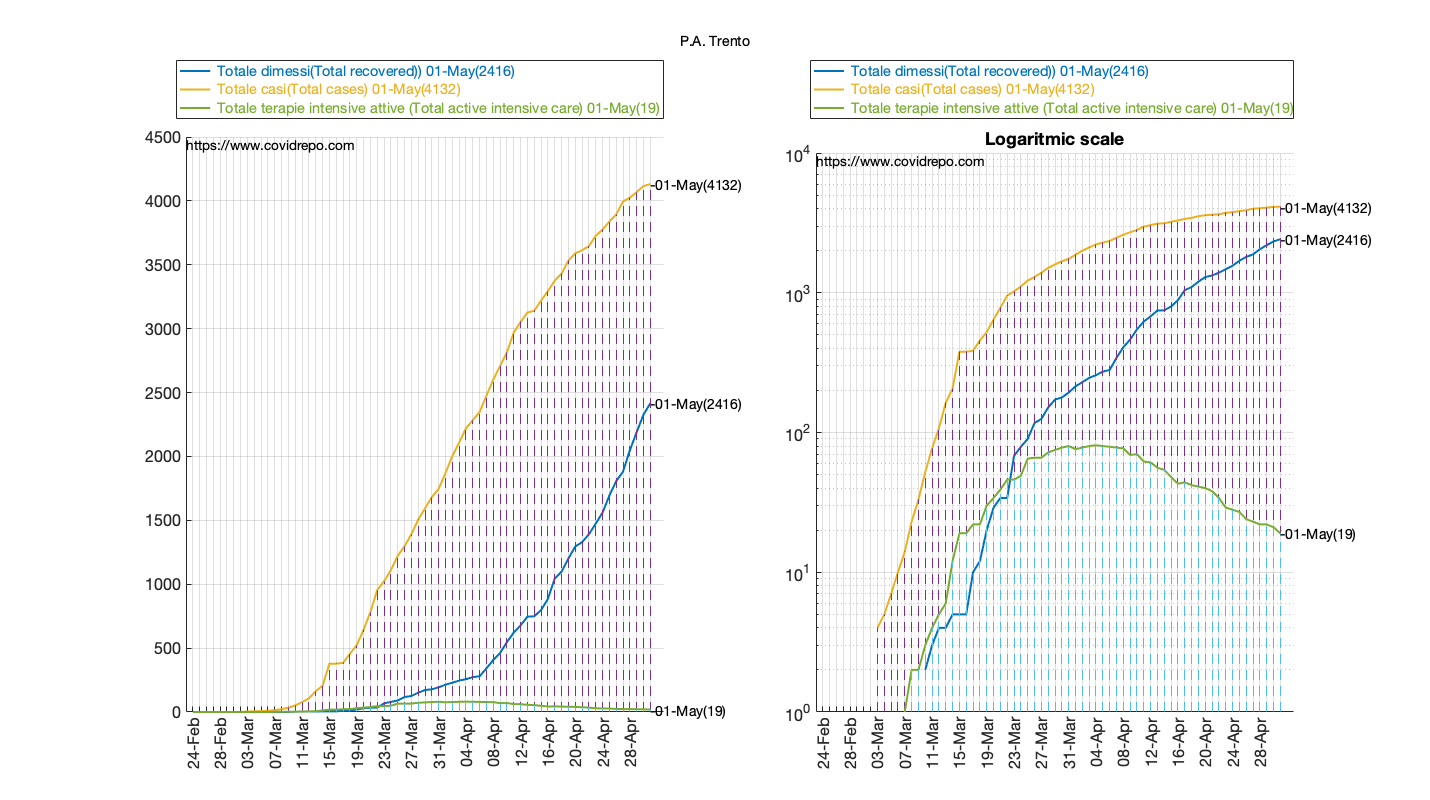 P.A. Trento
Totale dimessi(Total recovered)) 01-May(2416)
Totale casi(Total cases) 01-May(4132)
Totale terapie intensive attive (Total active intensive care) 01-May(19)
4500
4000
3500
3000
2500
2000
1500
1000
500
0
https://www.covidrepo.com
01-May(4132)
01-May(2416)
01-May(19)
24-Feb
28-Feb
03-Mar
07-Mar
11-Mar
15-Mar
19-Mar
23-Mar
27-Mar
31-Mar
04-Apr
08-Apr
12-Apr
16-Apr
20-Apr
24-Apr
28-Apr
Totale dimessi(Total recovered)) 01-May(2416)
Totale casi(Total cases) 01-May(4132)
Totale terapie intensive attive (Total active intensive care) 01-May(19)
Logaritmic scale
10^4
10^3
10^2
10^1
10^0
https://www.covidrepo.com
01-May(4132)
01-May(2416)
01-May(19)
24-Feb
28-Feb
03-Mar
07-Mar
11-Mar
15-Mar
19-Mar
23-Mar
27-Mar
31-Mar
04-Apr
08-Apr
12-Apr
16-Apr
20-Apr
24-Apr
28-Apr